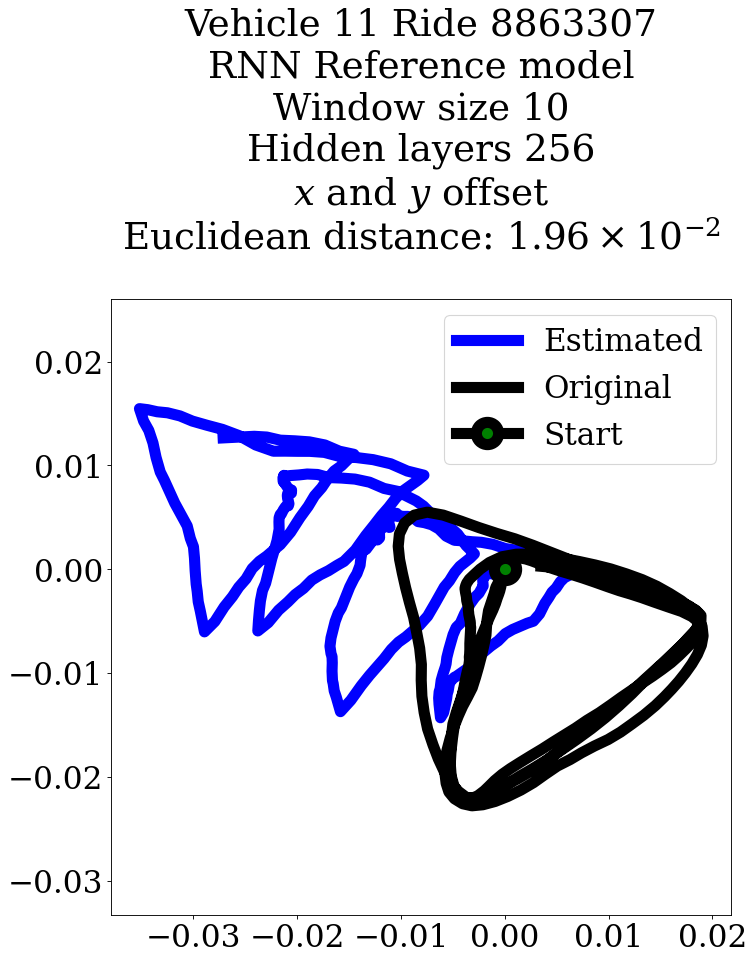 Vehicle 11 Ride 8863307
RNN Reference model
Window size 10
Hidden layers 256
x and y offset
Euclidean distance: 1.96 × 10⁻²
Estimated
Original
Start
0.02
0.01
0.00
−0.01
−0.02
−0.03
−0.03 −0.02 −0.01 0.00 0.01 0.02